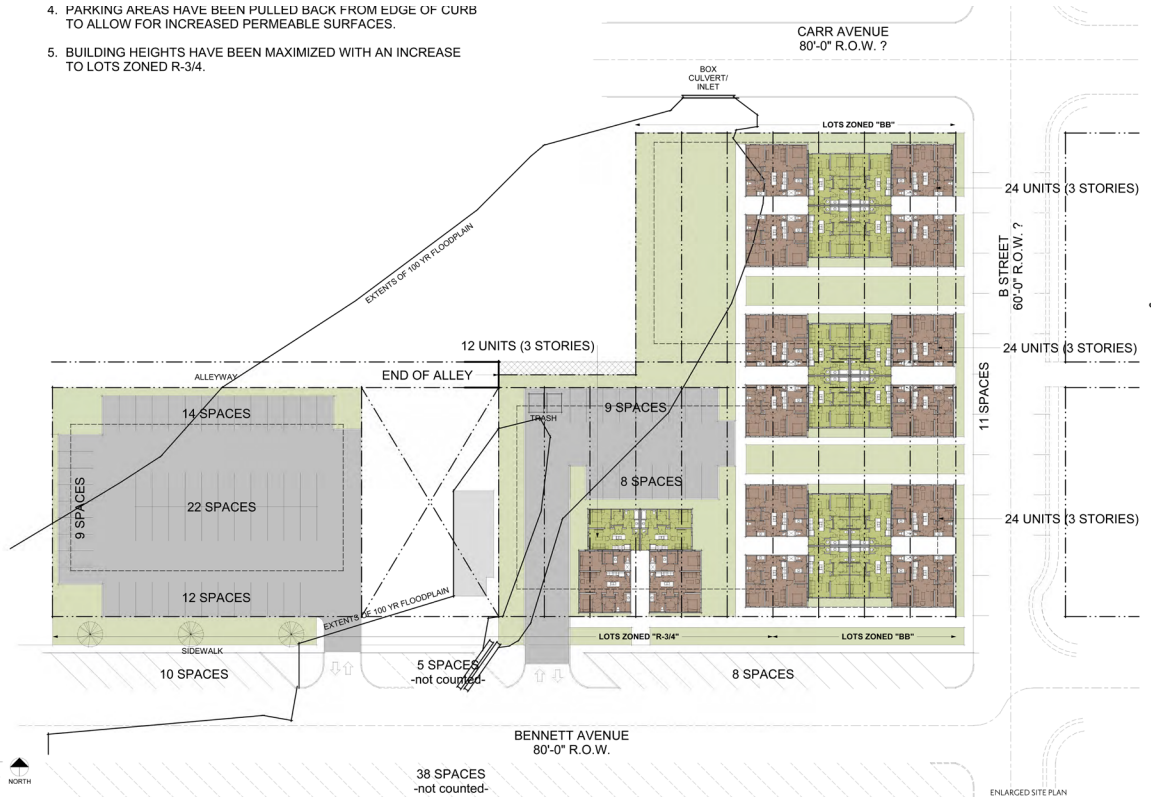 4. PARKING AREAS HAVE BEEN PULLED BACK FROM EDGE OF CURB
TO ALLOW FOR INCREASED PERMEABLE SURFACES.
5. BUILDING HEIGHTS HAVE BEEN MAXIMIZED WITH AN INCREASE
TO LOTS ZONED R-3/4.
CARR AVENUE
80'-0" R.O.W. ?
BOX
CULVERT/
INLET
LOTS ZONED "BB"
24 UNITS (3 STORIES)
B STREET
60'-0" R.O.W. ?
EXTENTS OF 100 YR FLOODPLAIN
12 UNITS (3 STORIES)
24 UNITS (3 STORIES)
ALLEYWAY
END OF ALLEY
11 SPACES
14 SPACES
9 SPACES
TRASH
9 SPACES
22 SPACES
8 SPACES
24 UNITS (3 STORIES)
12 SPACES
EXTENTS OF 100 YR FLOODPLAIN
LOTS ZONED "R-3/4"
LOTS ZONED "BB"
SIDEWALK
10 SPACES
5 SPACES
-not counted-
8 SPACES
BENNETT AVENUE
80'-0" R.O.W.
38 SPACES
-not counted-
NORTH
ENLARGED SITE PLAN